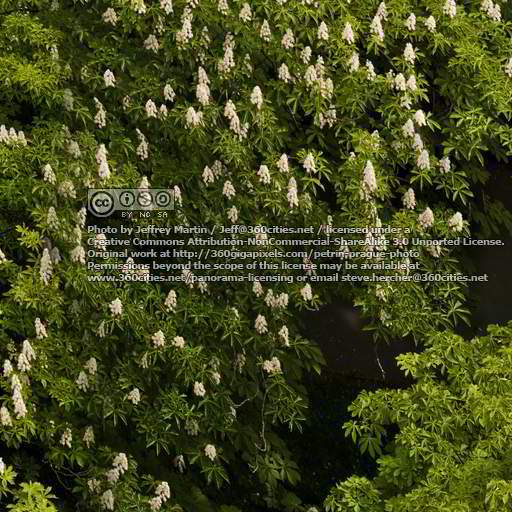 cc
BY NC SA
Photo by Jeffrey Martin / Jeff@360cities.net / licensed under a
Creative Commons Attribution-NonCommercial-ShareAlike 3.0 Unported License.
Original work at http://360gigapixels.com/petrin-prague-photo
Permissions beyond the scope of this license may be available at
www.360cities.net/panorama-licensing or email steve.hercher@360cities.net